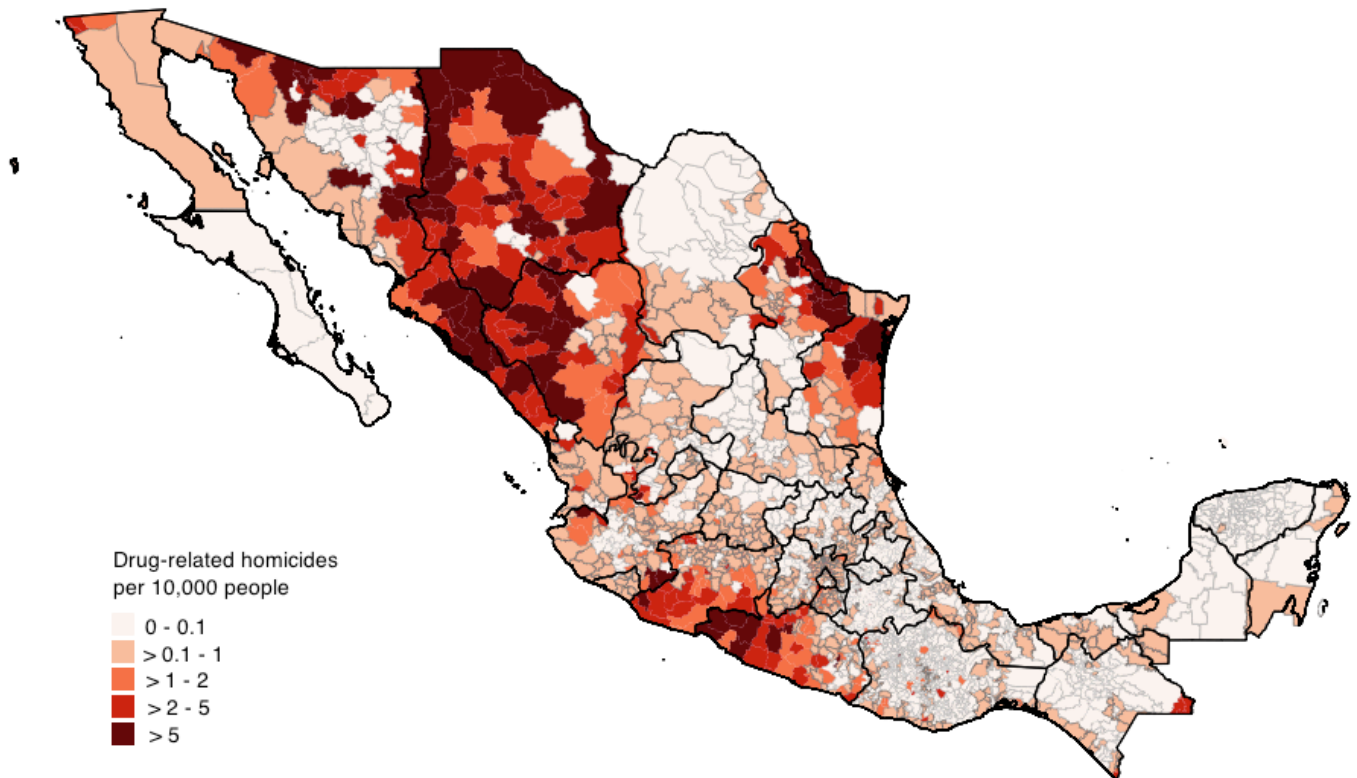 Drug-related homicides
per 10,000 people
0 - 0.1
> 0.1 - 1
> 1 - 2
> 2 - 5
> 5